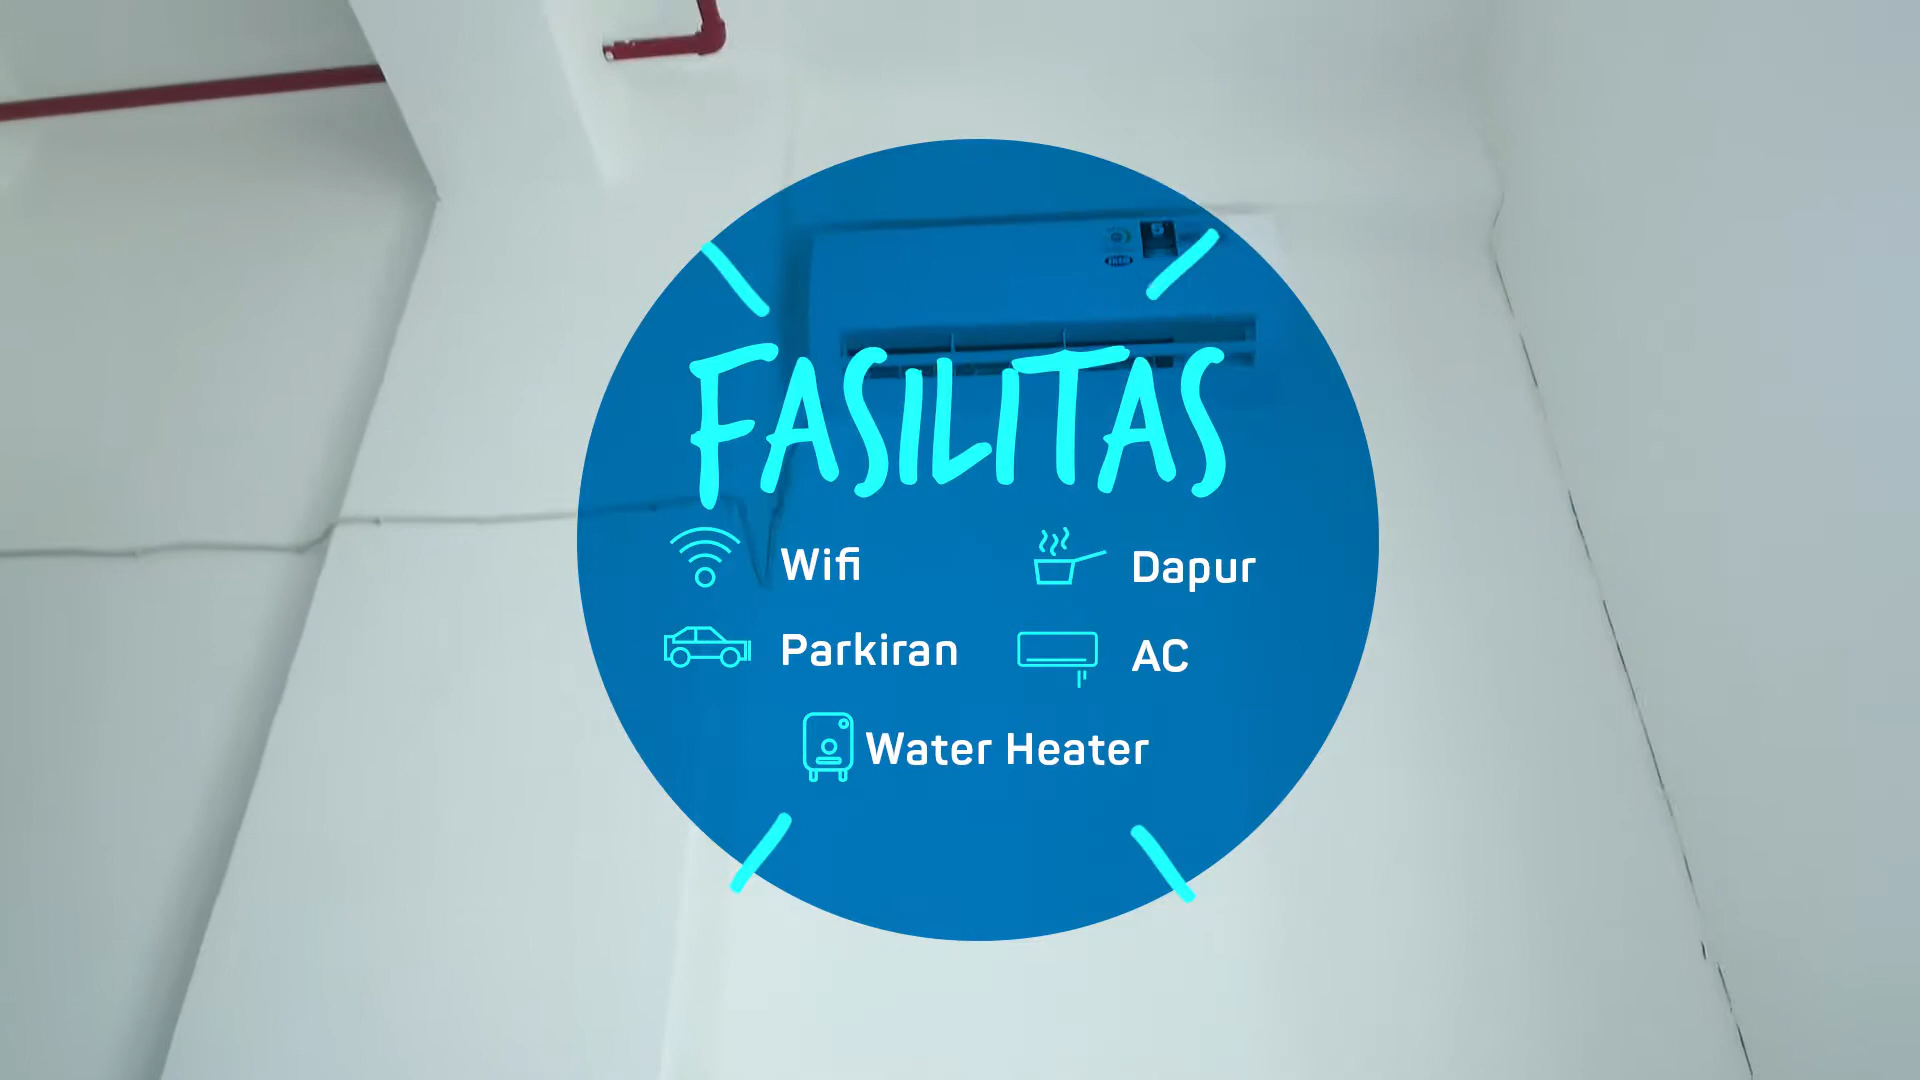 FASILITAS
Wifi
Dapur
Parkiran
AC
Water Heater